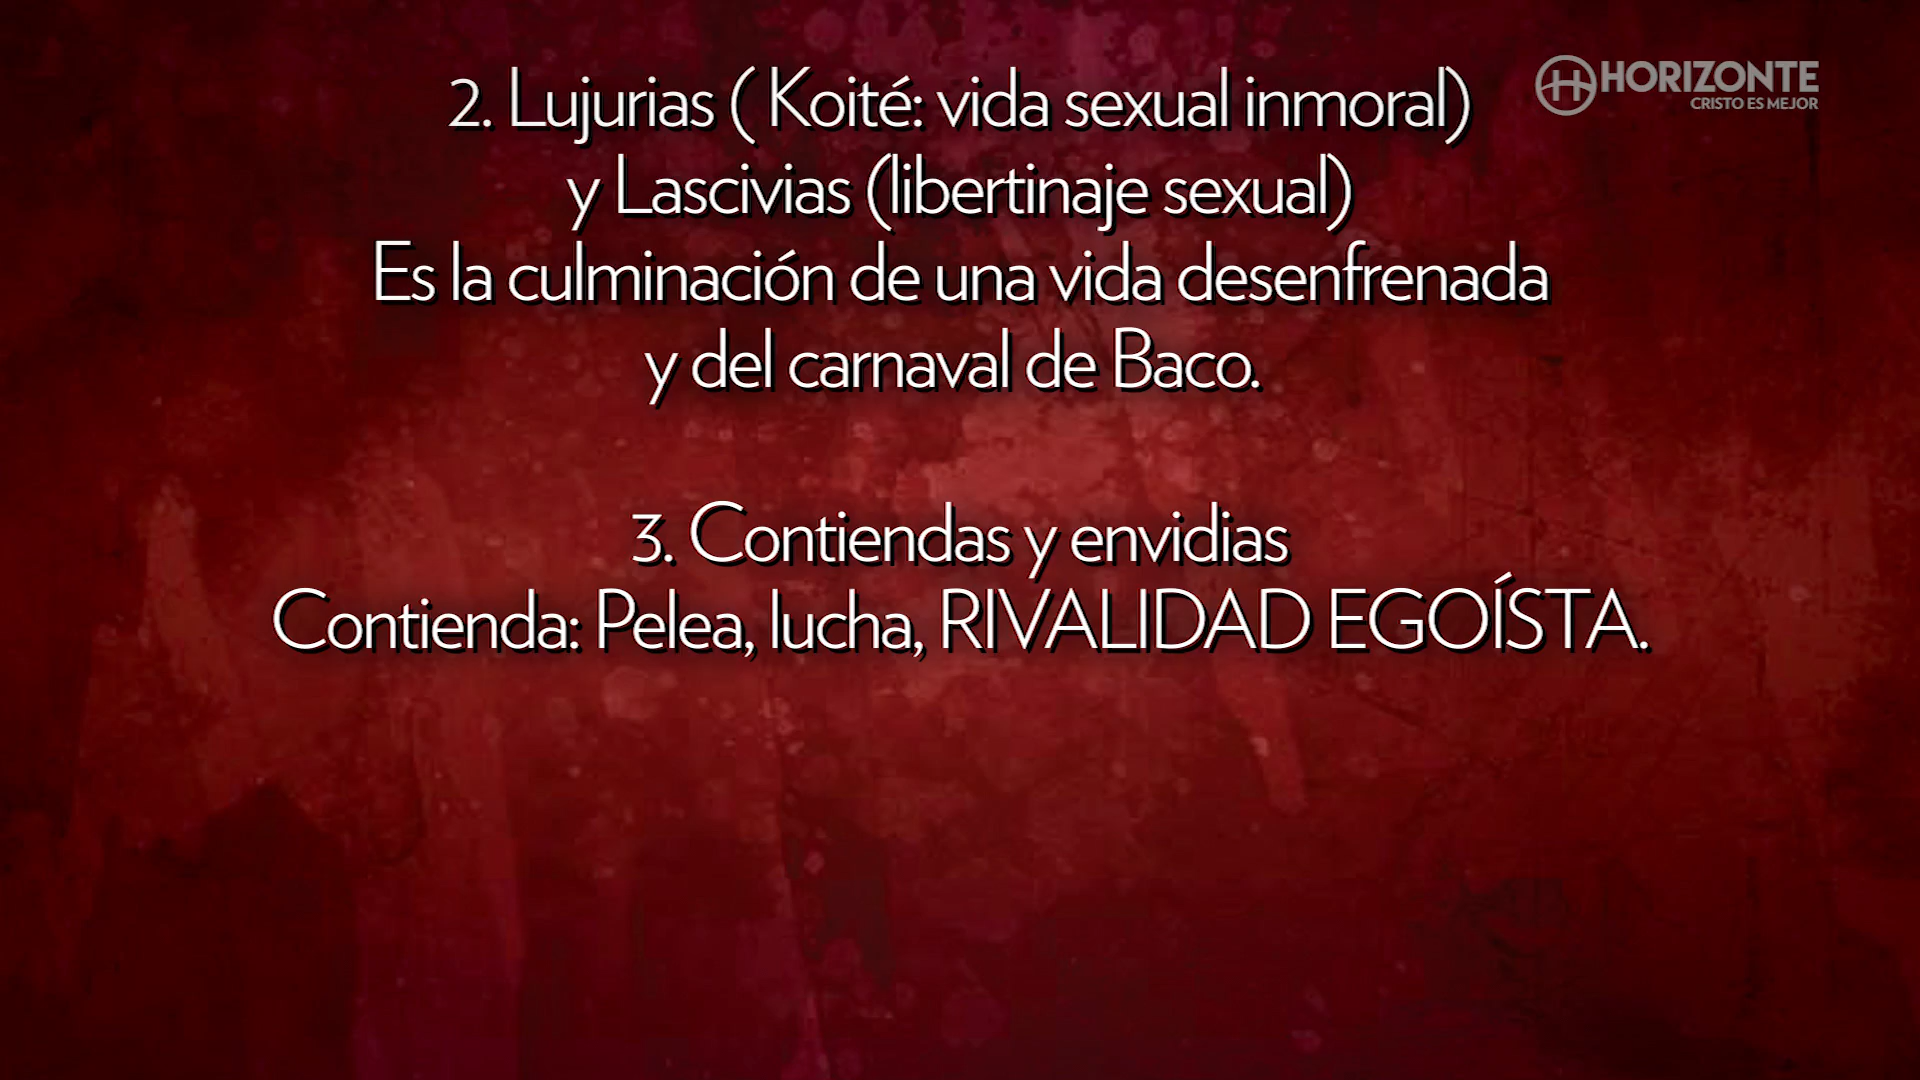 HORIZONTE
CRISTO ES MEJOR
2. Lujurias ( Koité: vida sexual inmoral)
y Lascivias (libertinaje sexual)
Es la culminación de una vida desenfrenada
y del carnaval de Baco.
3. Contiendas y envidias
Contienda: Pelea, lucha, RIVALIDAD EGOÍSTA.